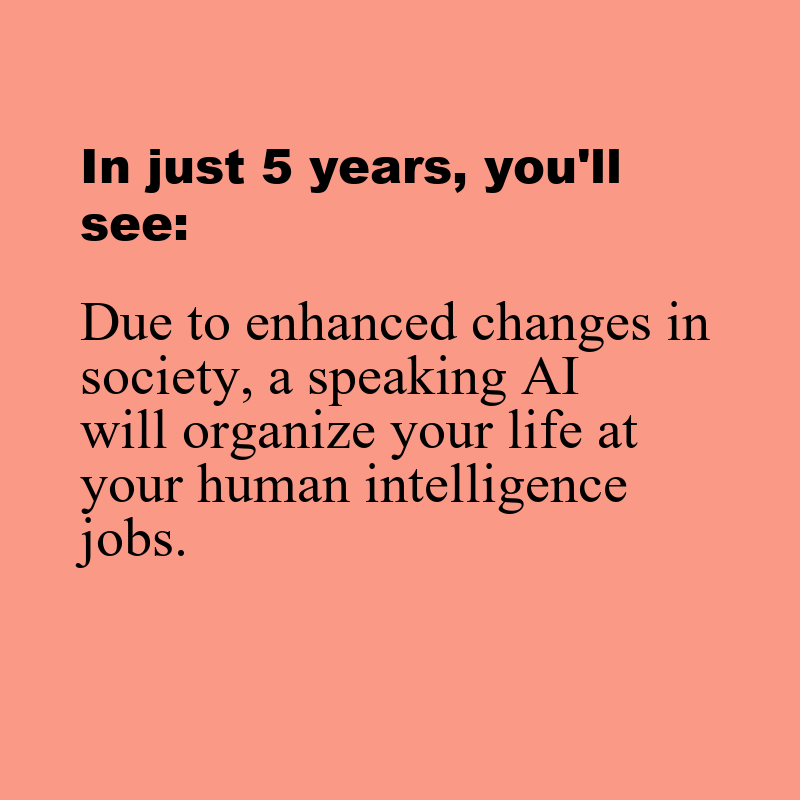 In just 5 years, you'll
see:
Due to enhanced changes in
society, a speaking AI
will organize your life at
your human intelligence
jobs.